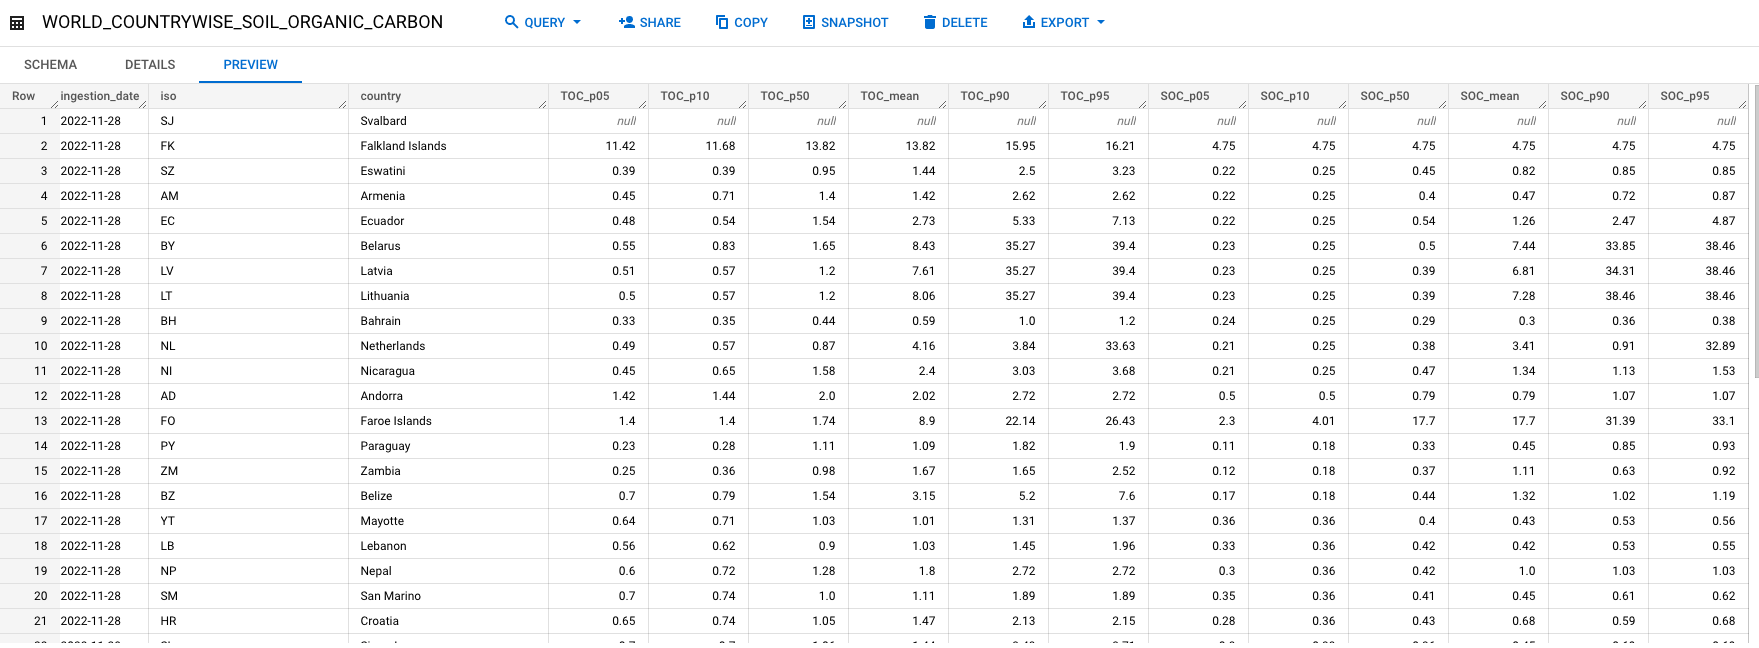 WORLD_COUNTRYWISE_SOIL_ORGANIC_CARBON QUERY SHARE COPY SNAPSHOT DELETE EXPORT
SCHEMA DETAILS PREVIEW
Row ingestion_date iso country TOC_p05 TOC_p10 TOC_p50 TOC_mean TOC_p90 TOC_p95 SOC_p05 SOC_p10 SOC_p50 SOC_mean SOC_p90 SOC_p95
1 2022-11-28 SJ Svalbard null null null null null null null null null null null null
2 2022-11-28 FK Falkland Islands 11.42 11.68 13.82 13.82 15.95 16.21 4.75 4.75 4.75 4.75 4.75 4.75
3 2022-11-28 SZ Eswatini 0.39 0.39 0.95 1.44 2.5 3.23 0.22 0.25 0.45 0.82 0.85 0.85
4 2022-11-28 AM Armenia 0.45 0.71 1.4 1.42 2.62 2.62 0.22 0.25 0.4 0.47 0.72 0.87
5 2022-11-28 EC Ecuador 0.48 0.54 1.54 2.73 5.33 7.13 0.22 0.25 0.54 1.26 2.47 4.87
6 2022-11-28 BY Belarus 0.55 0.83 1.65 8.43 35.27 39.4 0.23 0.25 0.5 7.44 33.85 38.46
7 2022-11-28 LV Latvia 0.51 0.57 1.2 7.61 35.27 39.4 0.23 0.25 0.39 6.81 34.31 38.46
8 2022-11-28 LT Lithuania 0.5 0.57 1.2 8.06 35.27 39.4 0.23 0.25 0.39 7.28 38.46 38.46
9 2022-11-28 BH Bahrain 0.33 0.35 0.44 0.59 1.0 1.2 0.24 0.25 0.29 0.3 0.36 0.38
10 2022-11-28 NL Netherlands 0.49 0.57 0.87 4.16 3.84 33.63 0.21 0.25 0.38 3.41 0.91 32.89
11 2022-11-28 NI Nicaragua 0.45 0.65 1.58 2.4 3.03 3.68 0.21 0.25 0.47 1.34 1.13 1.53
12 2022-11-28 AD Andorra 1.42 1.44 2.0 2.02 2.72 2.72 0.5 0.5 0.79 0.79 1.07 1.07
13 2022-11-28 FO Faroe Islands 1.4 1.4 1.74 8.9 22.14 26.43 2.3 4.01 17.7 17.7 31.39 33.1
14 2022-11-28 PY Paraguay 0.23 0.28 1.11 1.09 1.82 1.9 0.11 0.18 0.33 0.45 0.85 0.93
15 2022-11-28 ZM Zambia 0.25 0.36 0.98 1.67 1.65 2.52 0.12 0.18 0.37 1.11 0.63 0.92
16 2022-11-28 BZ Belize 0.7 0.79 1.54 3.15 5.2 7.6 0.17 0.18 0.44 1.32 1.02 1.19
17 2022-11-28 YT Mayotte 0.64 0.71 1.03 1.01 1.31 1.37 0.36 0.36 0.4 0.43 0.53 0.56
18 2022-11-28 LB Lebanon 0.56 0.62 0.9 1.03 1.45 1.96 0.33 0.36 0.42 0.42 0.53 0.55
19 2022-11-28 NP Nepal 0.6 0.72 1.28 1.8 2.72 2.72 0.3 0.36 0.42 1.0 1.03 1.03
20 2022-11-28 SM San Marino 0.7 0.74 1.0 1.11 1.89 1.89 0.35 0.36 0.41 0.45 0.61 0.62
21 2022-11-28 HR Croatia 0.65 0.74 1.05 1.47 2.13 2.15 0.28 0.36 0.43 0.68 0.59 0.68